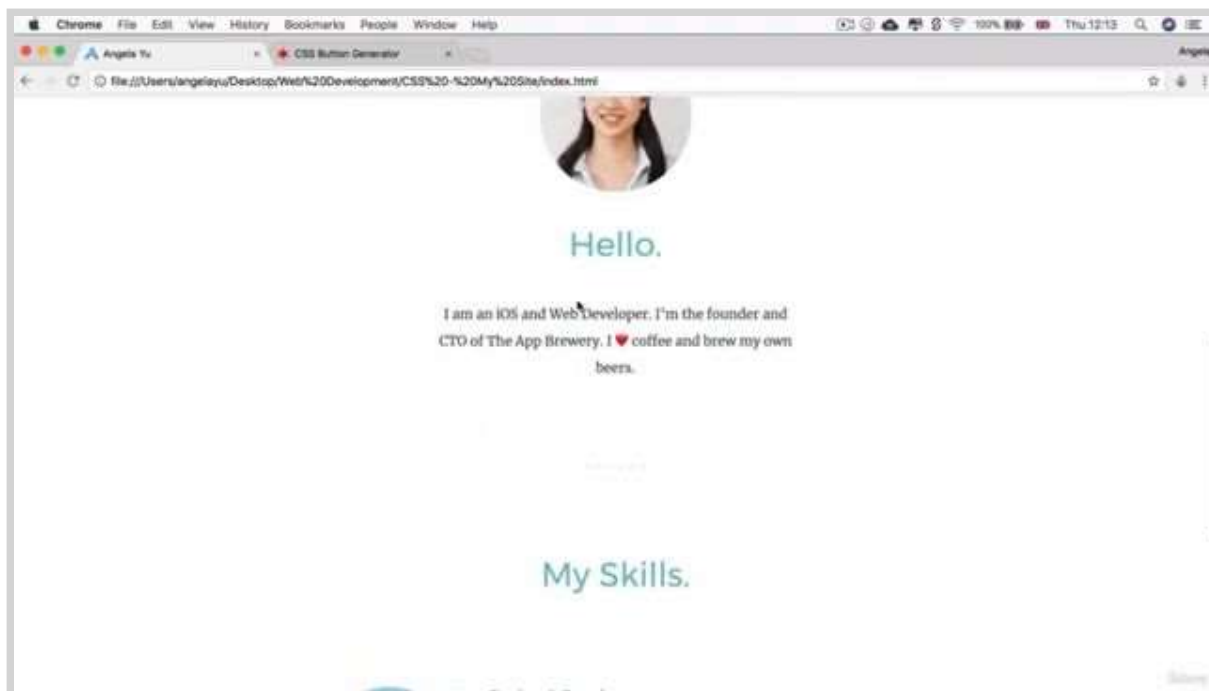 Chrome File Edit View History Bookmarks People Window Help 100% Thu 12:13
Angela Yu CSS Button Generator Angela
file:///Users/angelayu/Desktop/Web%20Development/CSS%20-%20My%20Site/index.html
Hello.
I am an iOS and Web Developer. I'm the founder and
CTO of The App Brewery. I ❤ coffee and brew my own
beers.
My Skills.